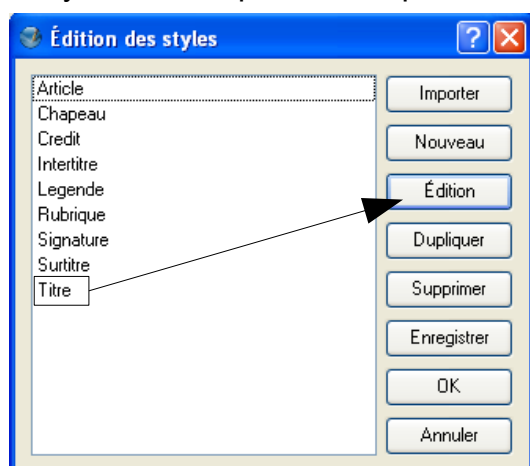 Édition des styles
Article
Chapeau
Credit
Intertitre
Legende
Rubrique
Signature
Surtitre
Titre
Importer
Nouveau
Édition
Dupliquer
Supprimer
Enregistrer
OK
Annuler